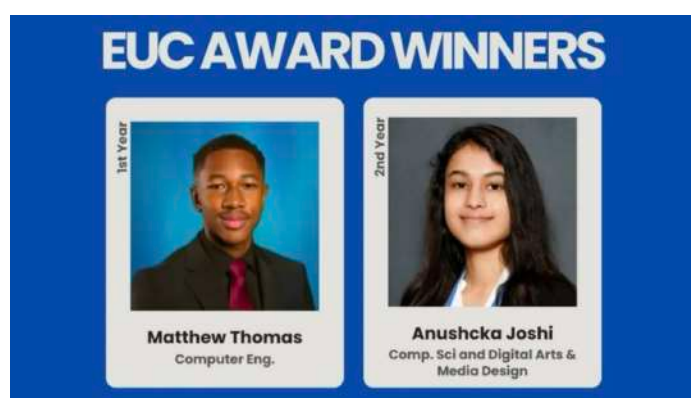 EUC AWARD WINNERS
1st Year
Matthew Thomas
Computer Eng.
2nd Year
Anushcka Joshi
Comp. Sci and Digital Arts &
Media Design